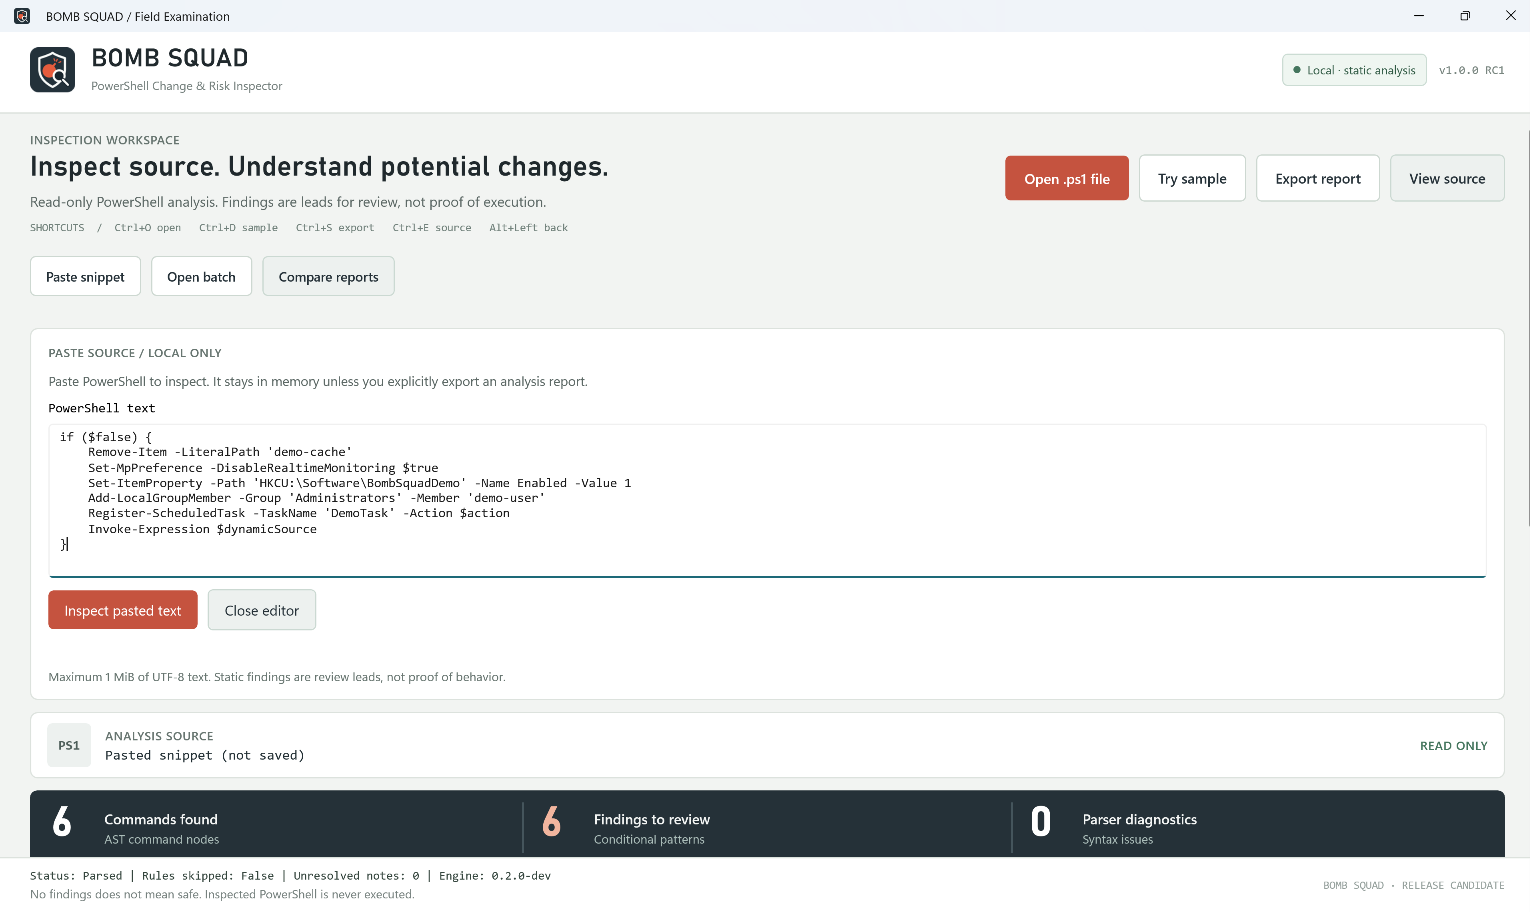 BOMB SQUAD / Field Examination
BOMB SQUAD
PowerShell Change & Risk Inspector
Local · static analysis
v1.0.0 RC1
INSPECTION WORKSPACE
Inspect source. Understand potential changes.
Read-only PowerShell analysis. Findings are leads for review, not proof of execution.
SHORTCUTS / Ctrl+O open Ctrl+D sample Ctrl+S export Ctrl+E source Alt+Left back
Open .ps1 file
Try sample
Export report
View source
Paste snippet
Open batch
Compare reports
PASTE SOURCE / LOCAL ONLY
Paste PowerShell to inspect. It stays in memory unless you explicitly export an analysis report.
PowerShell text
if ($false) {
    Remove-Item -LiteralPath 'demo-cache'
    Set-MpPreference -DisableRealtimeMonitoring $true
    Set-ItemProperty -Path 'HKCU:\Software\BombSquadDemo' -Name Enabled -Value 1
    Add-LocalGroupMember -Group 'Administrators' -Member 'demo-user'
    Register-ScheduledTask -TaskName 'DemoTask' -Action $action
    Invoke-Expression $dynamicSource
}
Inspect pasted text
Close editor
Maximum 1 MiB of UTF-8 text. Static findings are review leads, not proof of behavior.
PS1
ANALYSIS SOURCE
Pasted snippet (not saved)
READ ONLY
6
Commands found
AST command nodes
6
Findings to review
Conditional patterns
0
Parser diagnostics
Syntax issues
Status: Parsed | Rules skipped: False | Unresolved notes: 0 | Engine: 0.2.0-dev
No findings does not mean safe. Inspected PowerShell is never executed.
BOMB SQUAD · RELEASE CANDIDATE